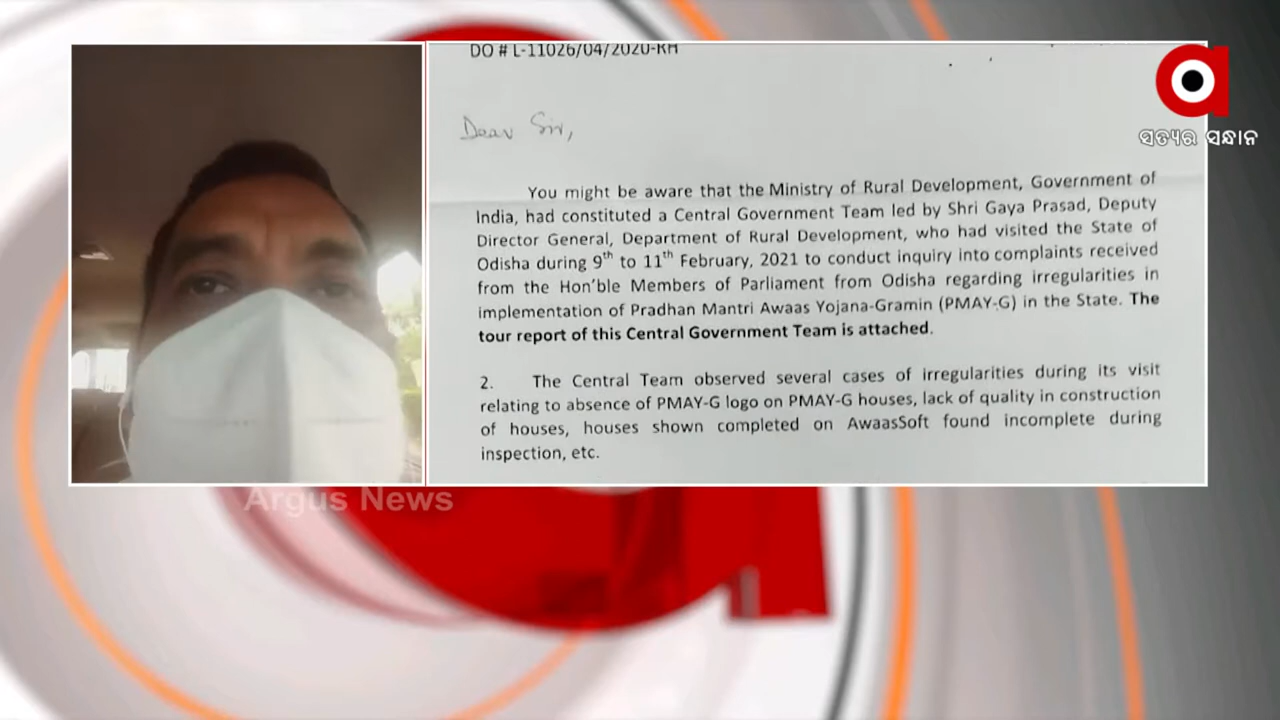 DO # L-11026/04/2020-RH
Dear Sir,
You might be aware that the Ministry of Rural Development, Government of
India, had constituted a Central Government Team led by Shri Gaya Prasad, Deputy
Director General, Department of Rural Development, who had visited the State of
Odisha during 9th to 11th February, 2021 to conduct inquiry into complaints received
from the Hon'ble Members of Parliament from Odisha regarding irregularities in
implementation of Pradhan Mantri Awaas Yojana-Gramin (PMAY-G) in the State. The
tour report of this Central Government Team is attached.
2. The Central Team observed several cases of irregularities during its visit
relating to absence of PMAY-G logo on PMAY-G houses, lack of quality in construction
of houses, houses shown completed on AwaasSoft found incomplete during
inspection, etc.
ସତ୍ୟର ସନ୍ଧାନ
Argus News